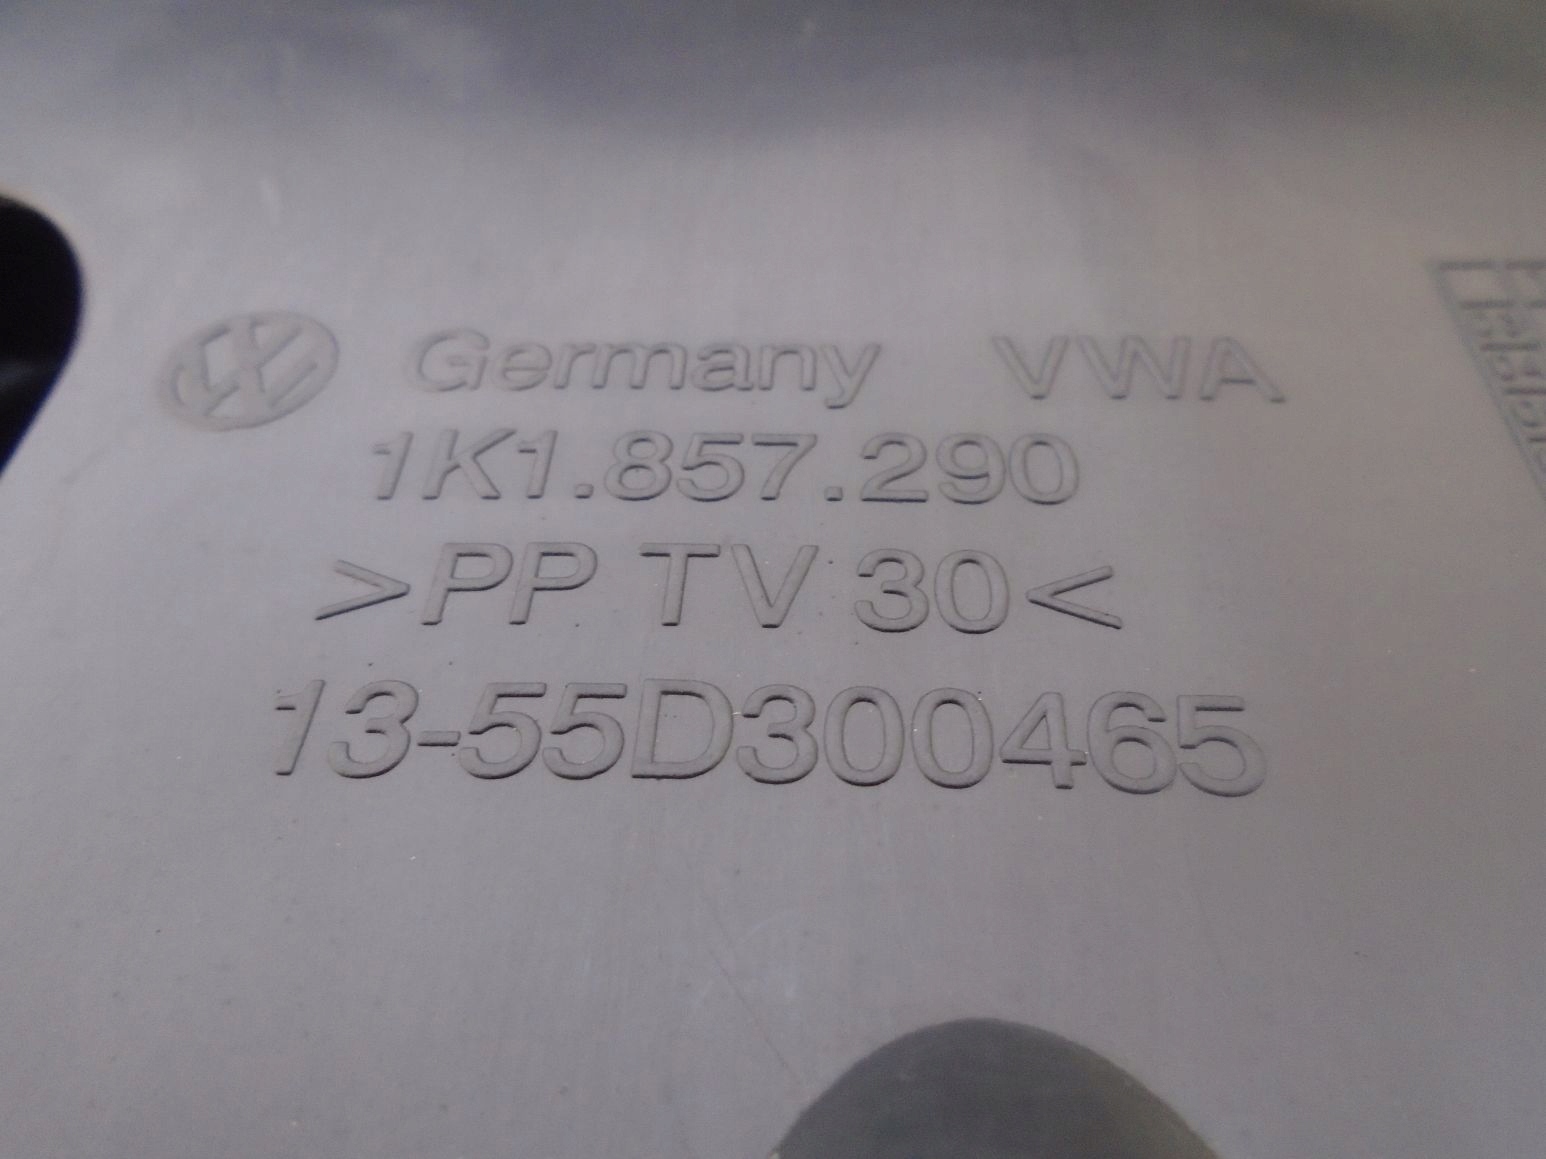 Germany VWA
1K1.857.290
>PP TV 30<
13-55D300465